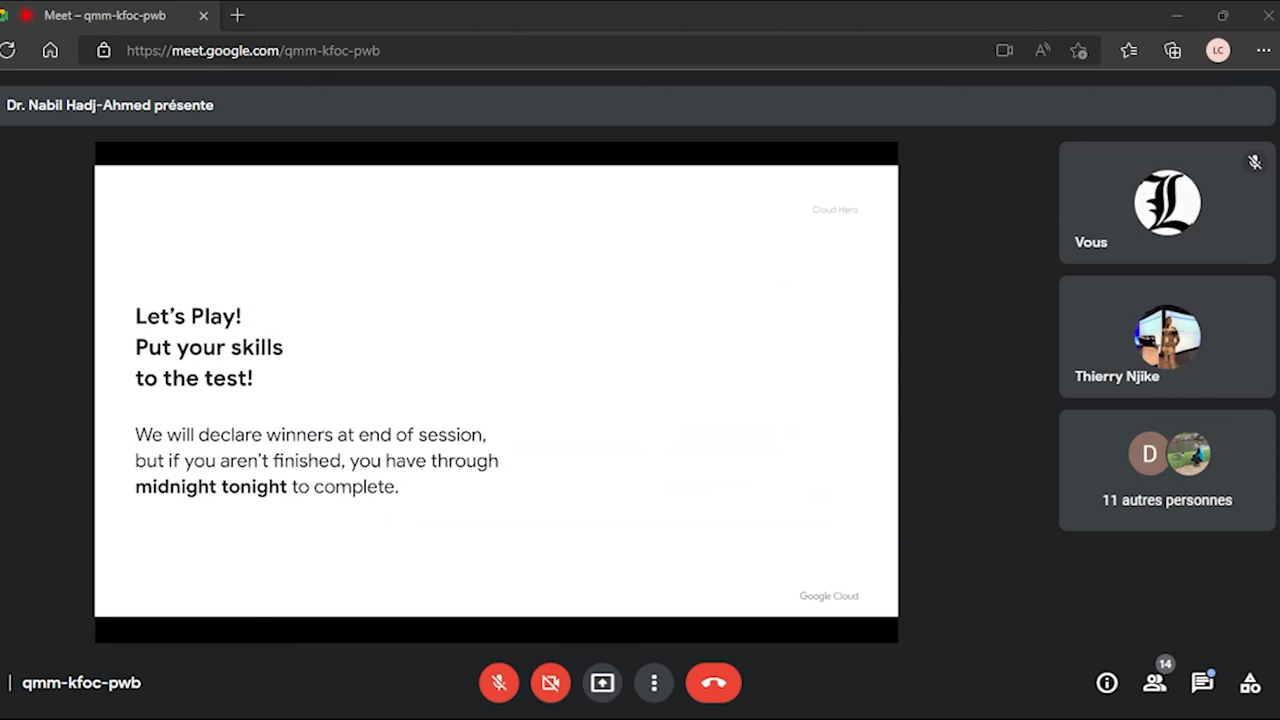 Meet – qmm-kfoc-pwb
https://meet.google.com/qmm-kfoc-pwb
LC
Dr. Nabil Hadj-Ahmed présente
Cloud Hero
Let's Play!
Put your skills
to the test!
We will declare winners at end of session,
but if you aren't finished, you have through
midnight tonight to complete.
Google Cloud
L
Vous
Thierry Njike
D
11 autres personnes
qmm-kfoc-pwb
14